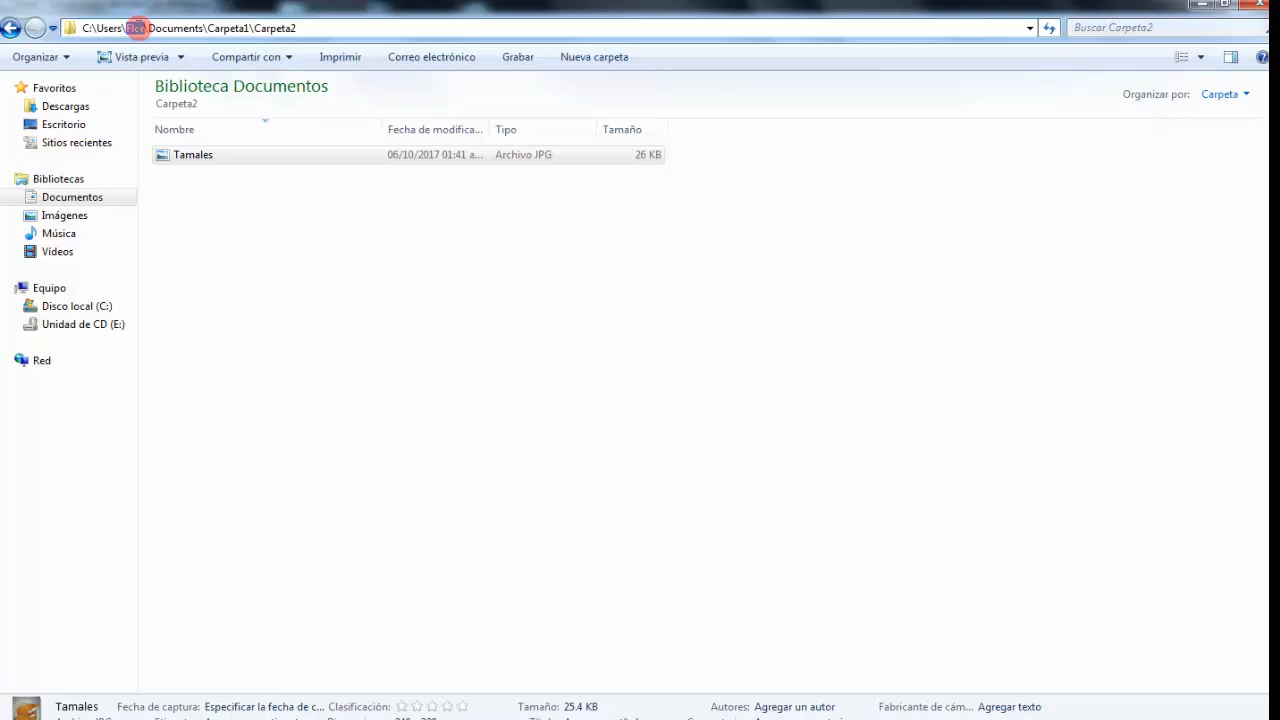 C:\Users\Flor\Documents\Carpeta1\Carpeta2
Buscar Carpeta2
Organizar Vista previa Compartir con Imprimir Correo electrónico Grabar Nueva carpeta
Favoritos
Descargas
Escritorio
Sitios recientes
Bibliotecas
Documentos
Imágenes
Música
Vídeos
Equipo
Disco local (C:)
Unidad de CD (E:)
Red
Biblioteca Documentos
Carpeta2
Organizar por: Carpeta
Nombre Fecha de modifica... Tipo Tamaño
Tamales 06/10/2017 01:41 a... Archivo JPG 26 KB
Tamales Fecha de captura: Especificar la fecha de c... Clasificación: Tamaño: 25.4 KB Autores: Agregar un autor Fabricante de cám... Agregar texto